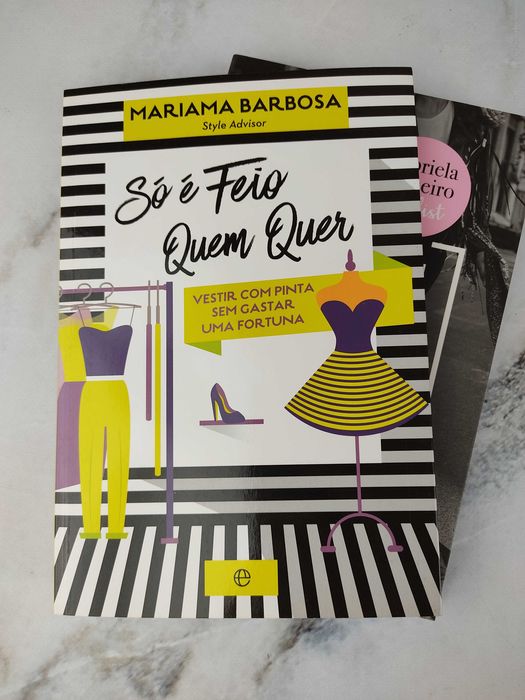 MARIAMA BARBOSA
Style Advisor
Só é Feio
Quem Quer
VESTIR COM PINTA
SEM GASTAR
UMA FORTUNA
e